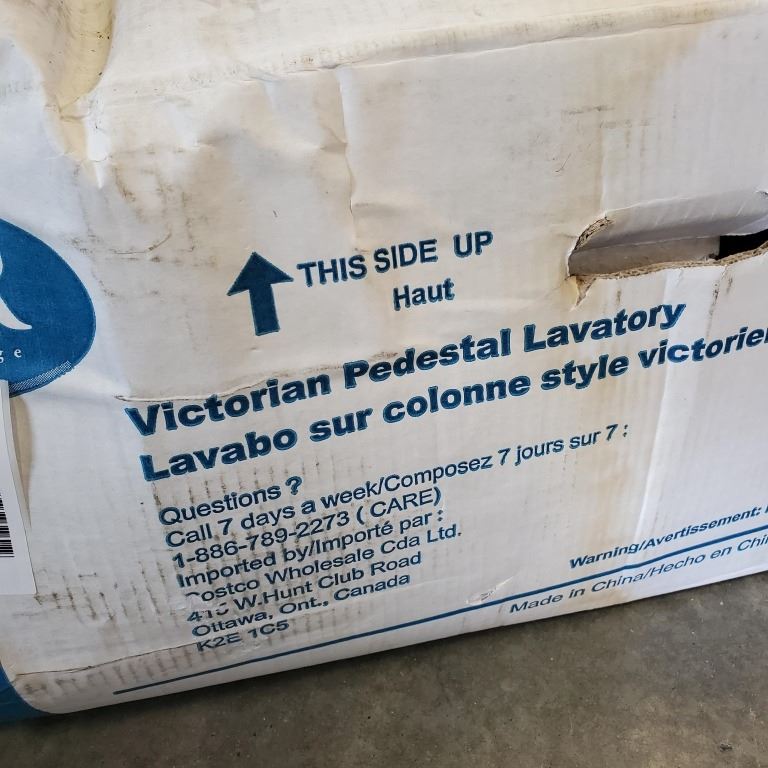 THIS SIDE UP
Haut
Victorian Pedestal Lavatory
Lavabo sur colonne style victorien
Questions ?
Call 7 days a week/Composez 7 jours sur 7 :
1-886-789-2273 ( CARE)
Imported by/Importé par :
Costco Wholesale Cda Ltd.
415 W.Hunt Club Road
Ottawa, Ont., Canada
K2E 1C5
Warning/Avertissement:
Made in China/Hecho en